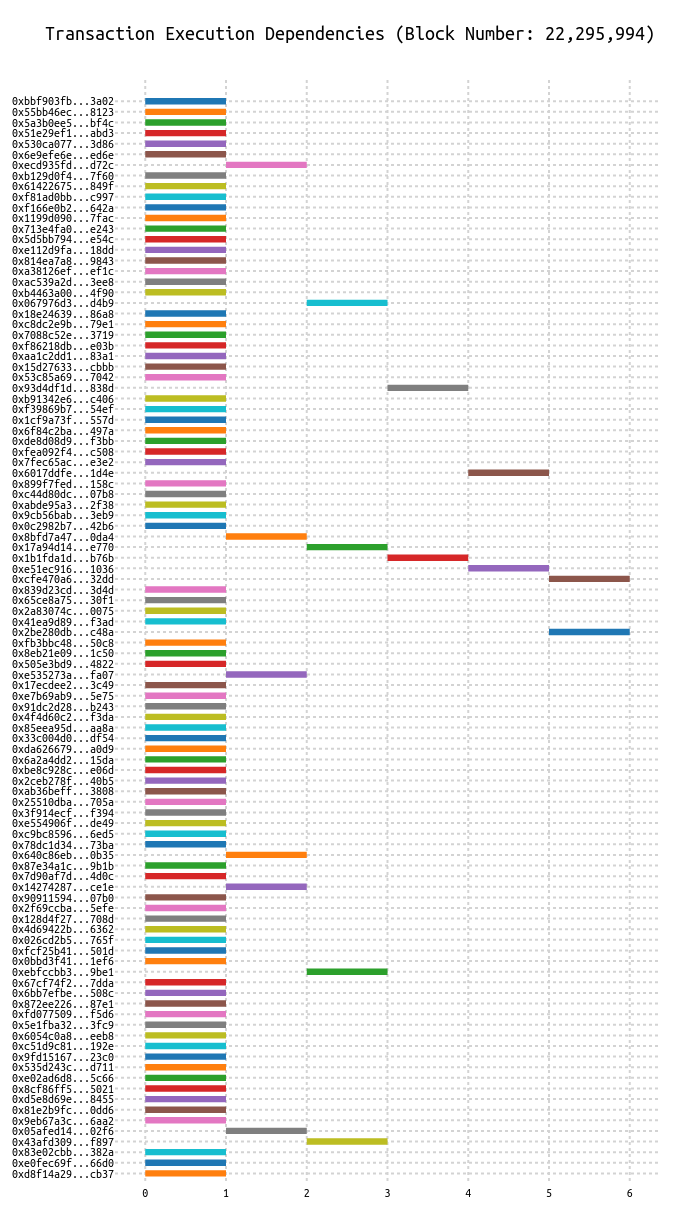 Transaction Execution Dependencies (Block Number: 22,295,994)
0xbbf903fb...3a02
0x55bb46ec...8123
0x5a3b0ee5...bf4c
0x51e29ef1...abd3
0x530ca077...3d86
0x6e9efe6e...ed6e
0xecd935fd...d72c
0xb129d0f4...7f60
0x61422675...849f
0xf81ad0bb...c997
0xf166e0b2...642a
0x1199d090...7fac
0x713e4fa0...e243
0x5d5bb794...e54c
0xe112d9fa...18dd
0x814ea7a8...9843
0xa38126ef...ef1c
0xac539a2d...3ee8
0xb4463a00...4f90
0x067976d3...d4b9
0x18e24639...86a8
0xc8dc2e9b...79e1
0x7088c52e...3719
0xf86218db...e03b
0xaa1c2dd1...83a1
0x15d27633...cbbb
0x53c85a69...7042
0x93d4df1d...838d
0xb91342e6...c406
0xf39869b7...54ef
0x1cf9a73f...557d
0x6f84c2ba...497a
0xde8d08d9...f3bb
0xfea092f4...c508
0x7fec65ac...e3e2
0x6017ddfe...1d4e
0x899f7fed...158c
0xc44d80dc...07b8
0xabde95a3...2f38
0x9cb56bab...3eb9
0x0c2982b7...42b6
0x8bfd7a47...0da4
0x17a94d14...e770
0x1b1fda1d...b76b
0xe51ec916...1036
0xcfe470a6...32dd
0x839d23cd...3d4d
0x65ce8a75...30f1
0x2a83074c...0075
0x41ea9d89...f3ad
0x2be280db...c48a
0xfb3bbc48...50c8
0x8eb21e09...1c50
0x505e3bd9...4822
0xe535273a...fa07
0x17ecdee2...3c49
0xe7b69ab9...5e75
0x91dc2d28...b243
0x4f4d60c2...f3da
0x85eea95d...aa8a
0x33c004d0...df54
0xda626679...a0d9
0x6a2a4dd2...15da
0xbe8c928c...e06d
0x2ceb278f...40b5
0xab36beff...3808
0x25510dba...705a
0x3f914ecf...f394
0xe554906f...de49
0xc9bc8596...6ed5
0x78dc1d34...73ba
0x640c86eb...0b35
0x87e34a1c...9b1b
0x7d90af7d...4d0c
0x14274287...ce1e
0x90911594...07b0
0x2f69ccba...5efe
0x128d4f27...708d
0x4d69422b...6362
0x026cd2b5...765f
0xfcf25b41...501d
0x0bbd3f41...1ef6
0xebfccbb3...9be1
0x67cf74f2...7dda
0x6bb7efbe...508c
0x872ee226...87e1
0xfd077509...f5d6
0x5e1fba32...3fc9
0x6054c0a8...eeb8
0xc51d9c81...192e
0x9fd15167...23c0
0x535d243c...d711
0xe02ad6d8...5c66
0x8cf86ff5...5021
0xd5e8d69e...8455
0x81e2b9fc...0dd6
0x9eb67a3c...6aa2
0x05afed14...02f6
0x43afd309...f897
0x83e02cbb...382a
0xe0fec69f...66d0
0xd8f14a29...cb37
0 1 2 3 4 5 6